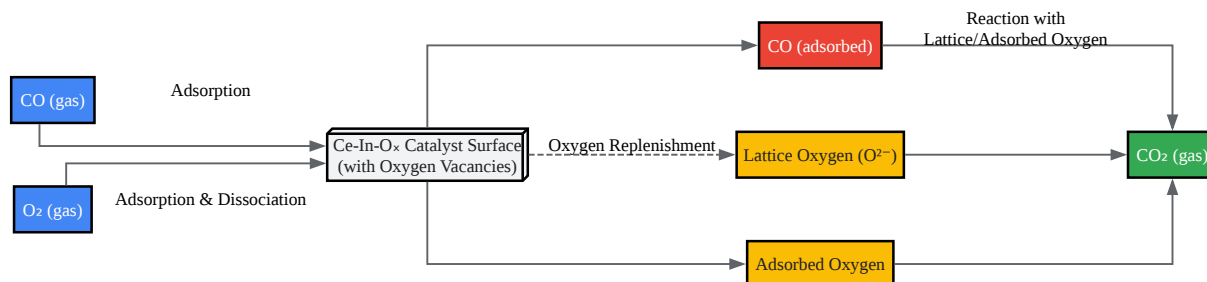 Reaction with
Lattice/Adsorbed Oxygen
CO (adsorbed)
Adsorption
CO (gas)
Ce-In-Oₓ Catalyst Surface
(with Oxygen Vacancies)
Oxygen Replenishment
Lattice Oxygen (O²⁻)
CO₂ (gas)
Adsorption & Dissociation
O₂ (gas)
Adsorbed Oxygen